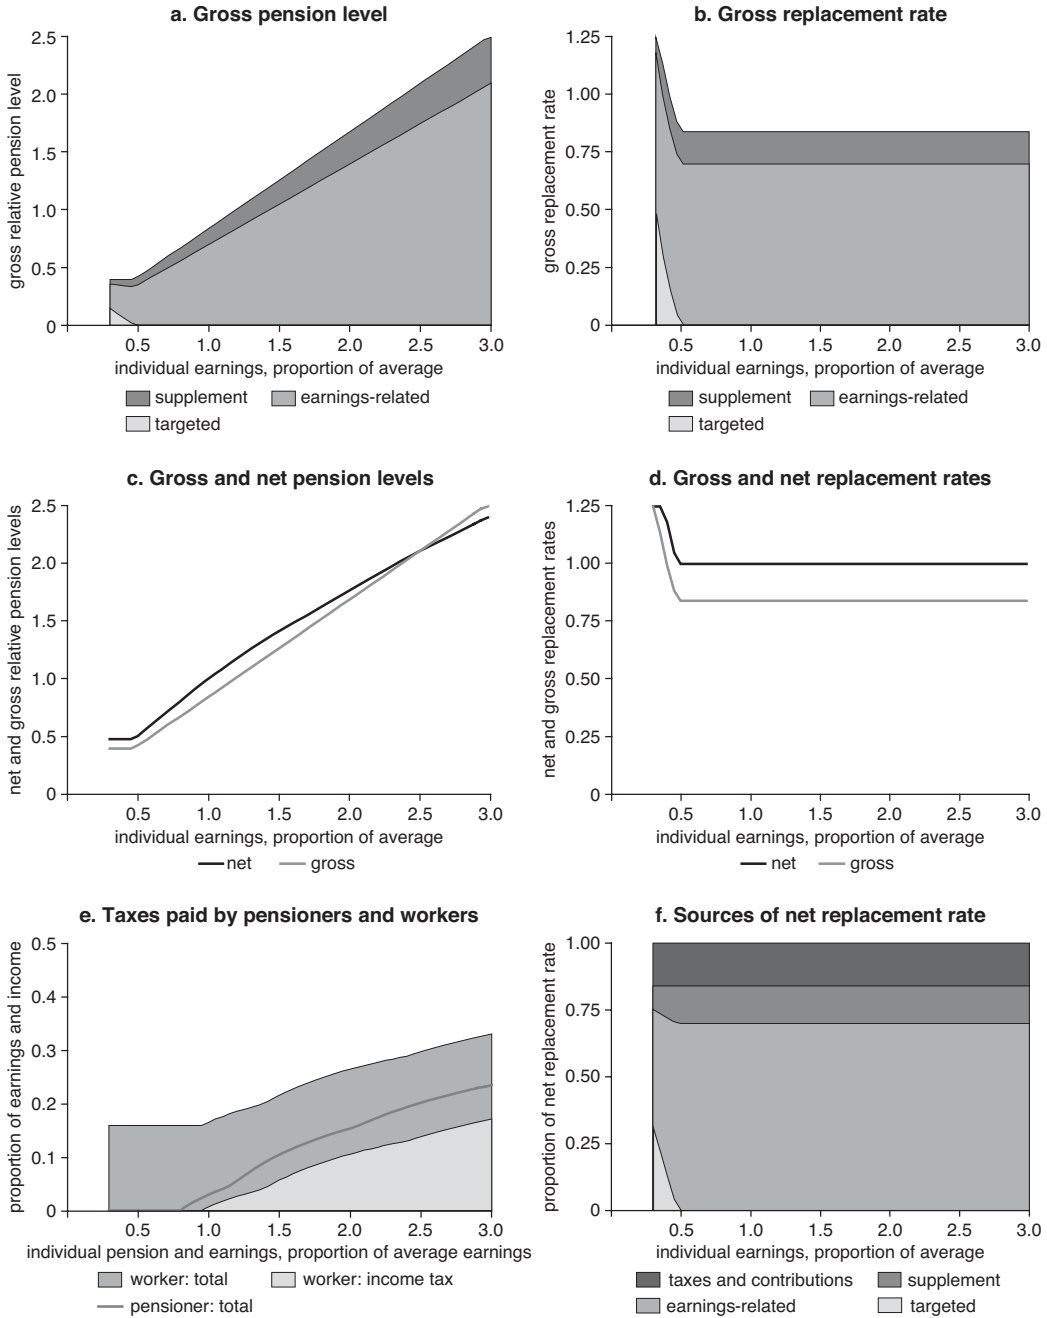 a. Gross pension level
gross relative pension level
2.5
2.0
1.5
1.0
0.5
0
0.5 1.0 1.5 2.0 2.5 3.0
individual earnings, proportion of average
supplement earnings-related
targeted
b. Gross replacement rate
gross replacement rate
1.25
1.00
0.75
0.50
0.25
0
0.5 1.0 1.5 2.0 2.5 3.0
individual earnings, proportion of average
supplement earnings-related
targeted
c. Gross and net pension levels
net and gross relative pension levels
2.5
2.0
1.5
1.0
0.5
0
0.5 1.0 1.5 2.0 2.5 3.0
individual earnings, proportion of average
net gross
d. Gross and net replacement rates
net and gross replacement rates
1.25
1.00
0.75
0.50
0.25
0
0.5 1.0 1.5 2.0 2.5 3.0
individual earnings, proportion of average
net gross
e. Taxes paid by pensioners and workers
proportion of earnings and income
0.5
0.4
0.3
0.2
0.1
0
0.5 1.0 1.5 2.0 2.5 3.0
individual pension and earnings, proportion of average earnings
worker: total worker: income tax
pensioner: total
f. Sources of net replacement rate
proportion of net replacement rate
1.00
0.75
0.50
0.25
0
0.5 1.0 1.5 2.0 2.5 3.0
individual earnings, proportion of average
taxes and contributions supplement
earnings-related targeted